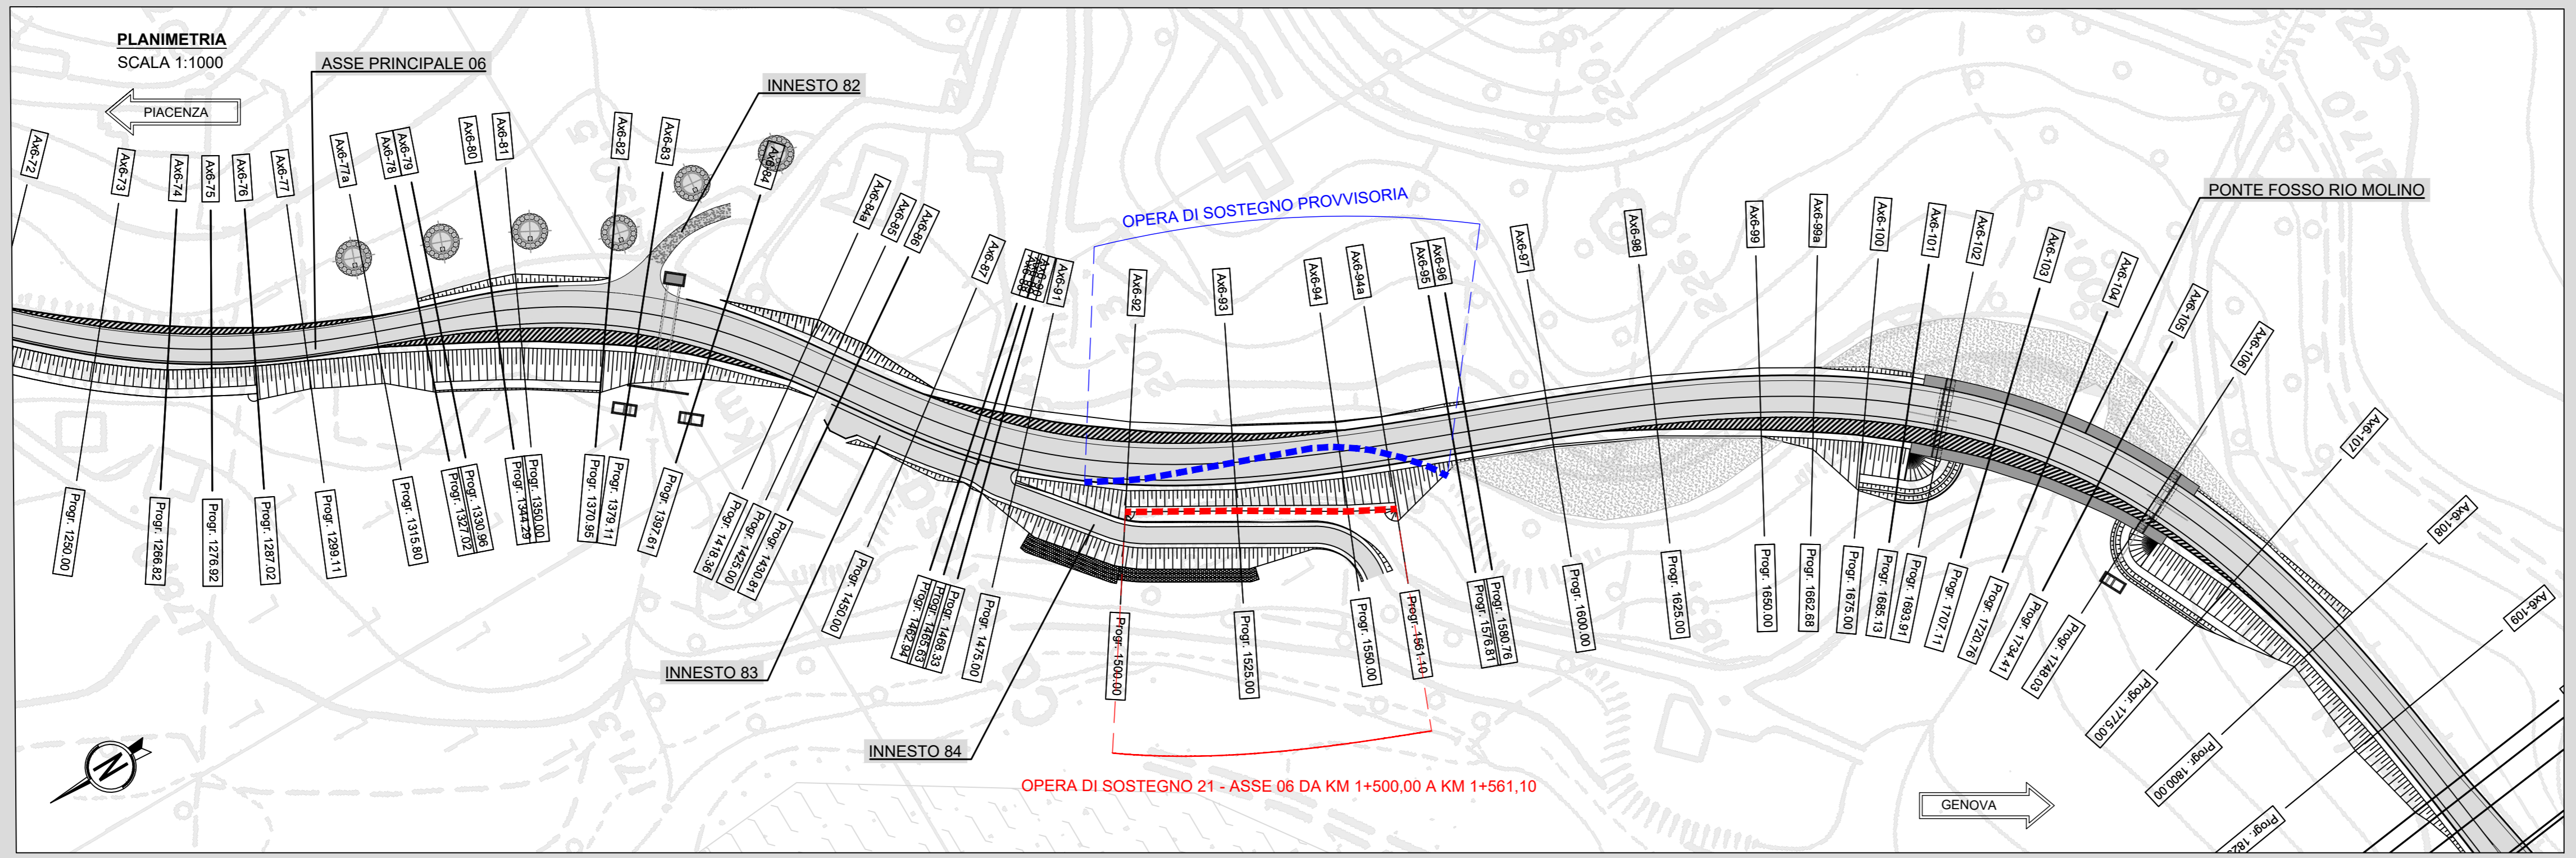 PLANIMETRIA
SCALA 1:1000
PIACENZA
ASSE PRINCIPALE 06
INNESTO 82
OPERA DI SOSTEGNO PROVVISORIA
PONTE FOSSO RIO MOLINO
Ax6-72
Ax6-73
Ax6-74
Ax6-75
Ax6-76
Ax6-77
Ax6-77a
Ax6-78
Ax6-79
Ax6-80
Ax6-81
Ax6-82
Ax6-83
Ax6-84
Ax6-84a
Ax6-85
Ax6-86
Ax6-87
Ax6-91
Ax6-92
Ax6-93
Ax6-94
Ax6-94a
Ax6-95
Ax6-96
Ax6-97
Ax6-98
Ax6-99
Ax6-99a
Ax6-100
Ax6-101
Ax6-102
Ax6-103
Ax6-104
Ax6-105
Ax6-106
Ax6-107
Ax6-108
Ax6-109
Progr. 1250.00
Progr. 1266.82
Progr. 1276.92
Progr. 1287.02
Progr. 1299.11
Progr. 1315.80
Progr. 1327.02
Progr. 1330.96
Progr. 1344.29
Progr. 1350.00
Progr. 1370.95
Progr. 1379.11
Progr. 1397.61
Progr. 1418.36
Progr. 1425.00
Progr. 1430.81
Progr. 1450.00
Progr. 1462.94
Progr. 1465.63
Progr. 1468.33
Progr. 1475.00
Progr. 1500.00
Progr. 1525.00
Progr. 1550.00
Progr. 1561.10
Progr. 1576.81
Progr. 1580.76
Progr. 1600.00
Progr. 1625.00
Progr. 1650.00
Progr. 1662.68
Progr. 1675.00
Progr. 1685.13
Progr. 1693.91
Progr. 1707.11
Progr. 1720.76
Progr. 1734.41
Progr. 1748.03
Progr. 1775.00
Progr. 1800.00
INNESTO 83
INNESTO 84
N
OPERA DI SOSTEGNO 21 - ASSE 06 DA KM 1+500,00 A KM 1+561,10
GENOVA